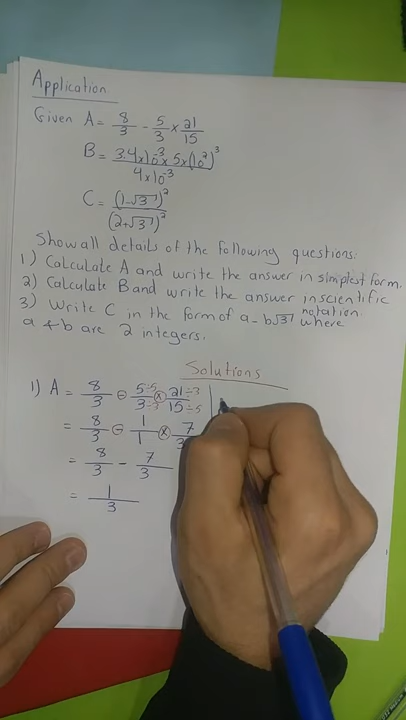 Application
Given A = 8/3 - 5/3 x 21/15
B = 3.4x10^-3 x 5x(10^2)^3 / 4x10^-3
C = (1-√3)^2 / (2+√3)^2
Show all details of the following questions:
1) Calculate A and write the answer in simplest form.
2) Calculate B and write the answer in scientific notation.
3) Write C in the form of a - b√3 where
a & b are 2 integers.
Solutions
1) A = 8/3 ⊖ 5÷5/3÷3 ⊗ 21÷3/15÷5
= 8/3 ⊖ 1/1 ⊗ 7/3
= 8/3 - 7/3
= 1/3